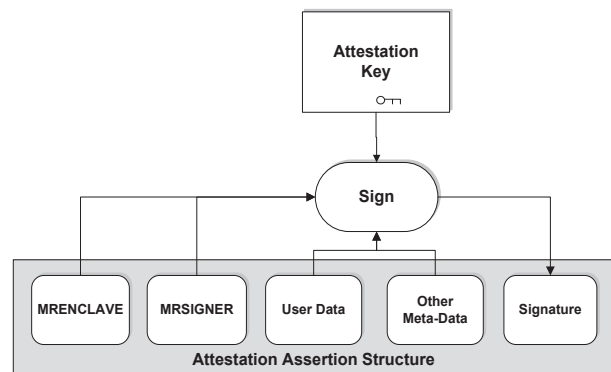 Attestation
Key
Sign
MRENCLAVE
MRSIGNER
User Data
Other
Meta-Data
Signature
Attestation Assertion Structure